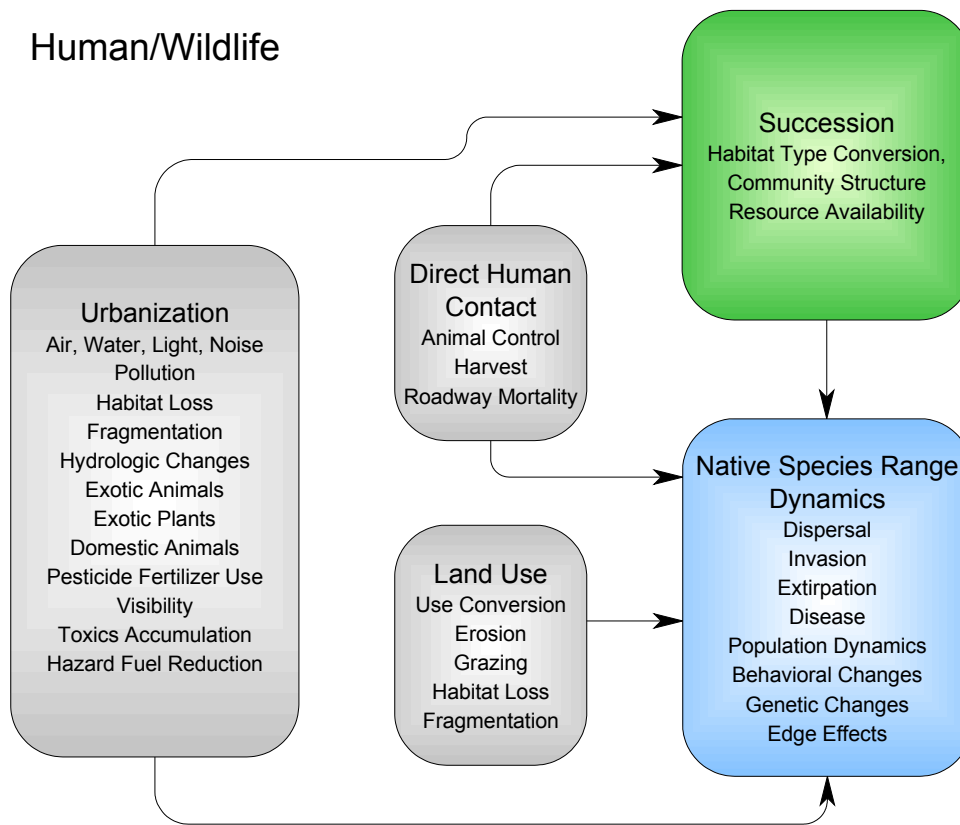 Human/Wildlife
Succession
Habitat Type Conversion,
Community Structure
Resource Availability
Direct Human
Contact
Animal Control
Harvest
Roadway Mortality
Urbanization
Air, Water, Light, Noise
Pollution
Habitat Loss
Fragmentation
Hydrologic Changes
Exotic Animals
Exotic Plants
Domestic Animals
Pesticide Fertilizer Use
Visibility
Toxics Accumulation
Hazard Fuel Reduction
Land Use
Use Conversion
Erosion
Grazing
Habitat Loss
Fragmentation
Native Species Range
Dynamics
Dispersal
Invasion
Extirpation
Disease
Population Dynamics
Behavioral Changes
Genetic Changes
Edge Effects